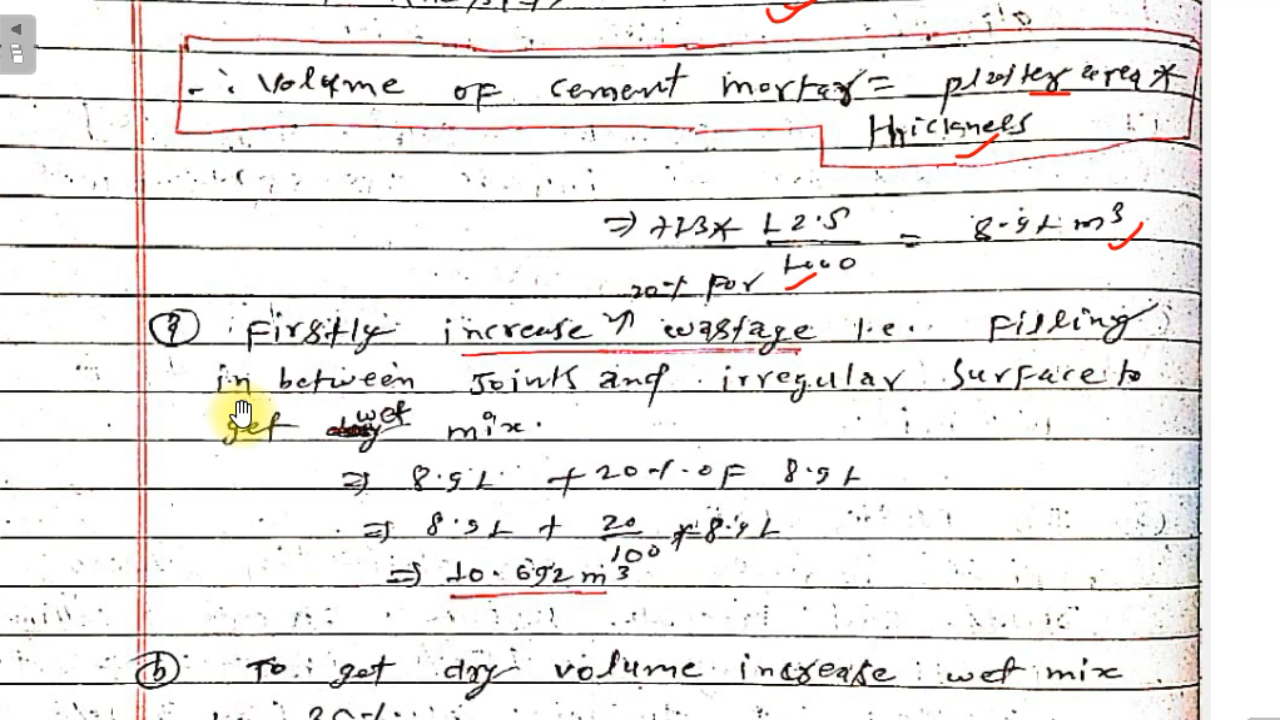 ∴ Volume of cement mortar = plaster area *
thickness
⇒ 713 * 12.5/1000 = 8.91 m³
20% for
(a) Firstly increase ↑ wastage i.e. filling
in between Joints and irregular surface to
get wet mix.
⇒ 8.91 + 20% of 8.91
⇒ 8.91 + 20/100 * 8.91
⇒ 10.692 m³
(b) To get dry volume increase wet mix
30%